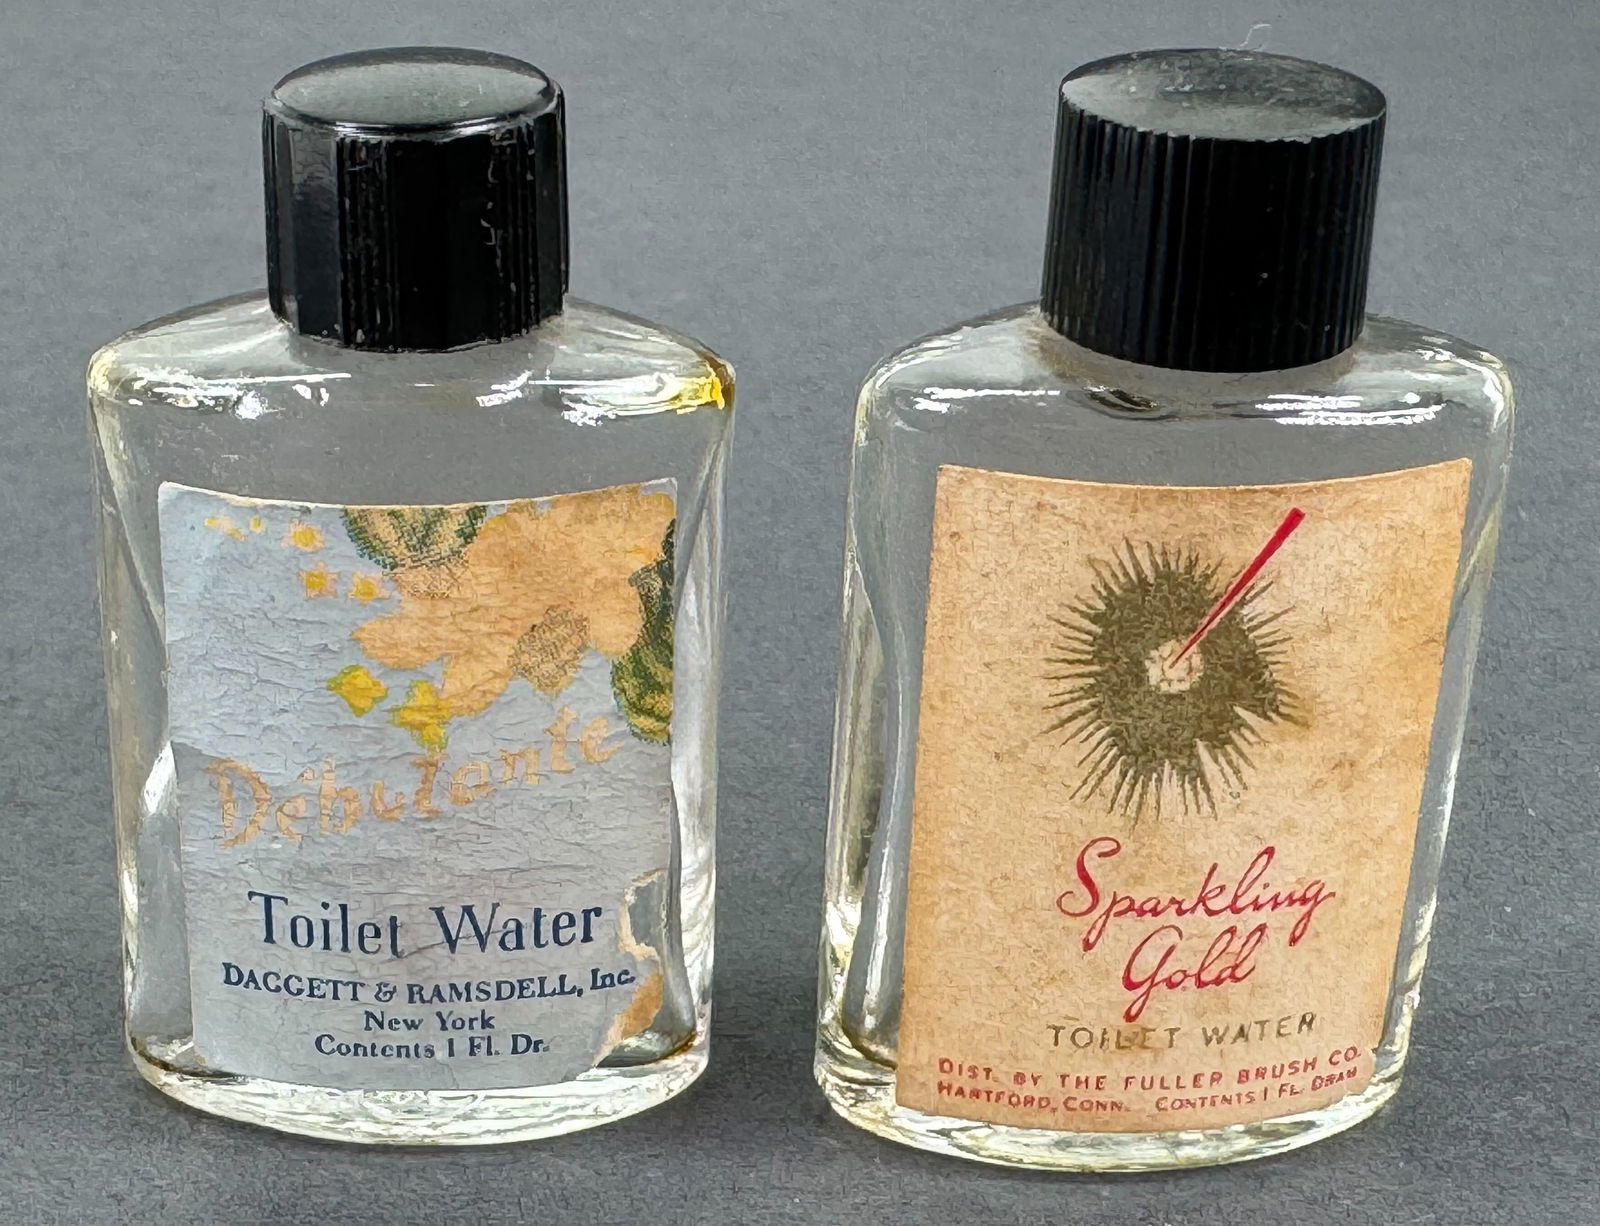 Débutante
Toilet Water
DAGGETT & RAMSDELL, Inc.
New York
Contents 1 Fl. Dr.
Sparkling
Gold
TOILET WATER
DIST. BY THE FULLER BRUSH CO.
HARTFORD, CONN. CONTENTS 1 FL. DRAM